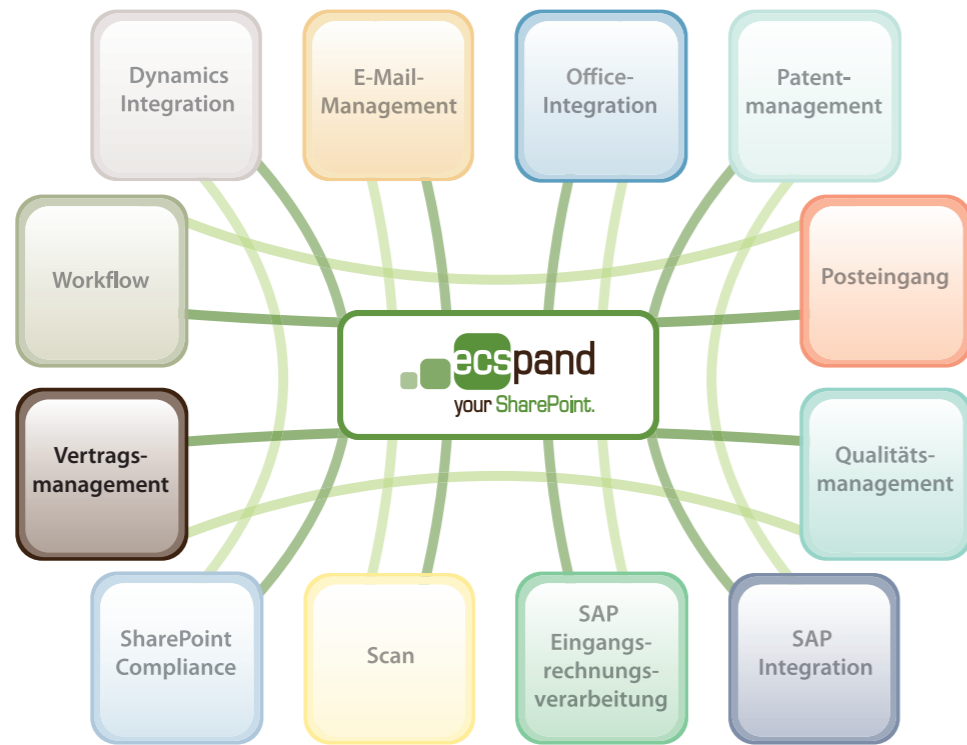 Dynamics
Integration
E-Mail-
Management
Office-
Integration
Patent-
management
Workflow
Posteingang
ecspand
your SharePoint.
Vertrags-
management
Qualitäts-
management
SharePoint
Compliance
Scan
SAP
Eingangs-
rechnungs-
verarbeitung
SAP
Integration